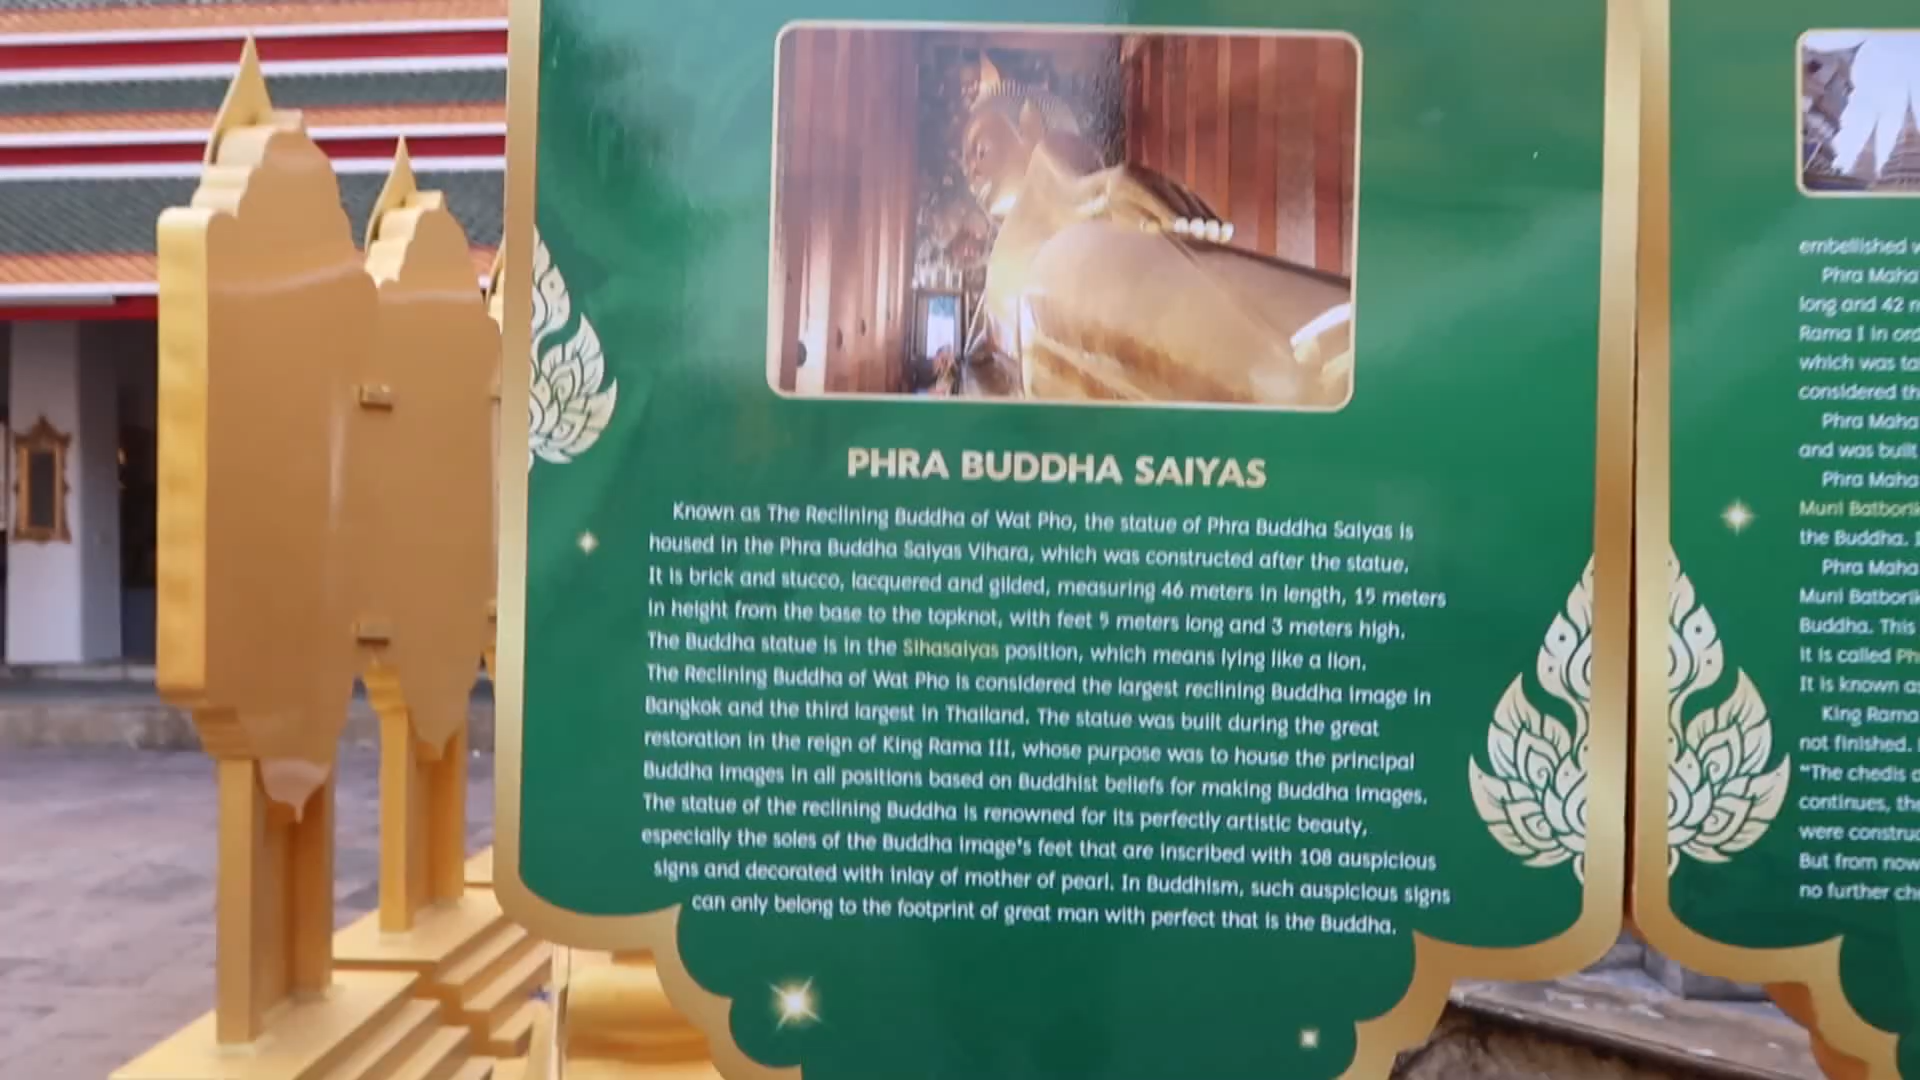 PHRA BUDDHA SAIYAS
Known as The Reclining Buddha of Wat Pho, the statue of Phra Buddha Saiyas is
housed in the Phra Buddha Saiyas Vihara, which was constructed after the statue.
It is brick and stucco, lacquered and gilded, measuring 46 meters in length, 15 meters
in height from the base to the topknot, with feet 5 meters long and 3 meters high.
The Buddha statue is in the Sihasaiyas position, which means lying like a lion.
The Reclining Buddha of Wat Pho is considered the largest reclining Buddha image in
Bangkok and the third largest in Thailand. The statue was built during the great
restoration in the reign of King Rama III, whose purpose was to house the principal
Buddha images in all positions based on Buddhist beliefs for making Buddha images.
The statue of the reclining Buddha is renowned for its perfectly artistic beauty,
especially the soles of the Buddha image's feet that are inscribed with 108 auspicious
signs and decorated with inlay of mother of pearl. In Buddhism, such auspicious signs
can only belong to the footprint of great man with perfect that is the Buddha.
embellished
Phra Maha
long and 42
Rama I in
which was
considered
Phra Maha
and was built
Phra Maha
Muni
the Buddha.
Phra Maha
Muni
Buddha. This
it is called
It is known
King Rama
not finished.
"The chedis
continues,
were
But from now
no further